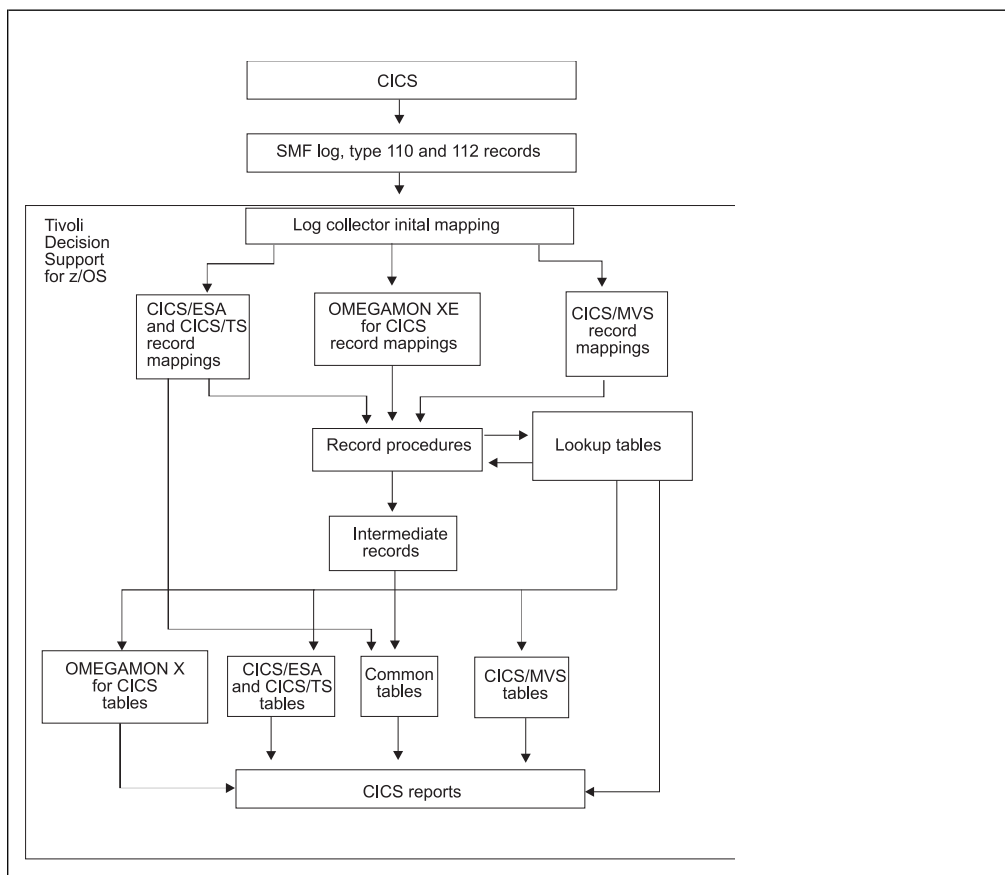 CICS
SMF log, type 110 and 112 records
Tivoli
Decision
Support
for z/OS
Log collector inital mapping
CICS/ESA
and CICS/TS
record
mappings
OMEGAMON XE
for CICS
record mappings
CICS/MVS
record
mappings
Record procedures
Lookup tables
Intermediate
records
OMEGAMON X
for CICS
tables
CICS/ESA
and CICS/TS
tables
Common
tables
CICS/MVS
tables
CICS reports